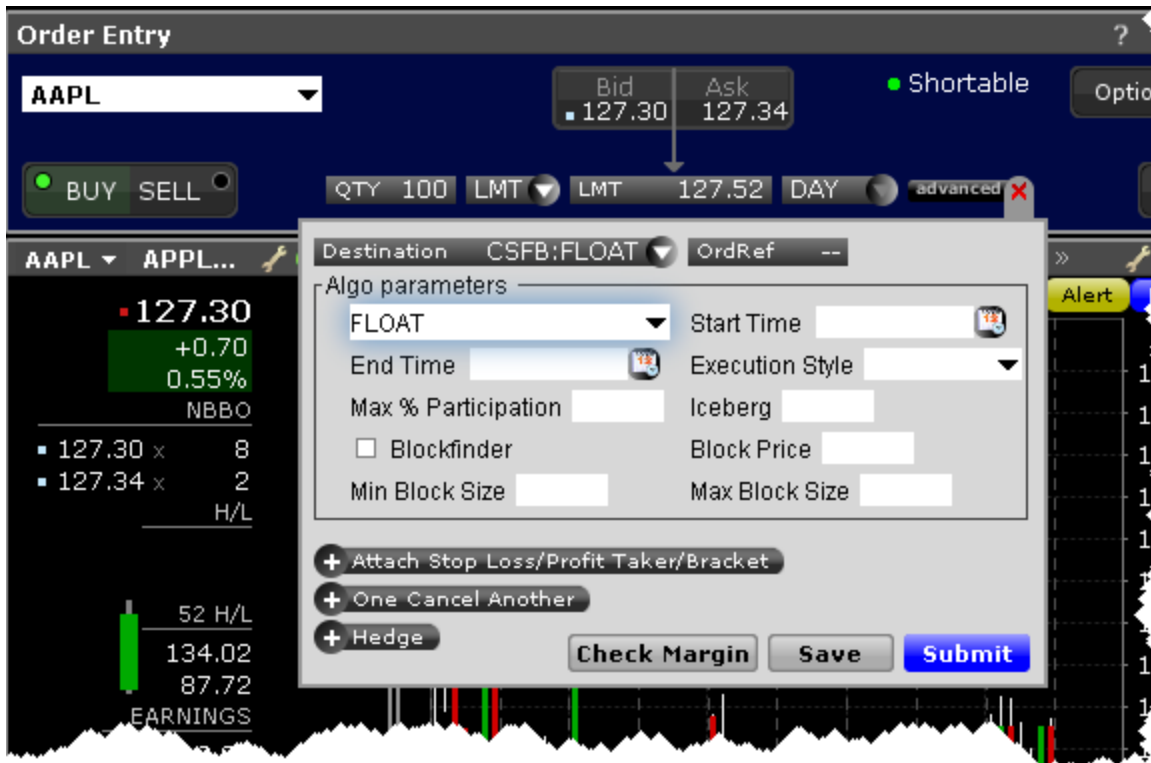 Order Entry ?
AAPL
Bid Ask
127.30 127.34
Shortable
BUY SELL
QTY 100 LMT LMT 127.52 DAY advanced
AAPL APPL...
Destination CSFB:FLOAT OrdRef --
»
Alert
Algo parameters
FLOAT
Start Time
End Time
Execution Style
Max % Participation
Iceberg
Blockfinder
Block Price
Min Block Size
Max Block Size
127.30
+0.70
0.55%
NBBO
127.30 x 8
127.34 x 2
H/L
52 H/L
134.02
87.72
EARNINGS
+ Attach Stop Loss/Profit Taker/Bracket
+ One Cancel Another
+ Hedge
Check Margin Save Submit